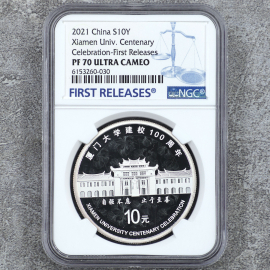 2021 China S10Y
Xiamen Univ. Centenary
Celebration-First Releases
PF 70 ULTRA CAMEO
6153260-030
FIRST RELEASES®
NGC®
厦门大学建校100周年
自强不息 止于至善
10元
XIAMEN UNIVERSITY CENTENARY CELEBRATION